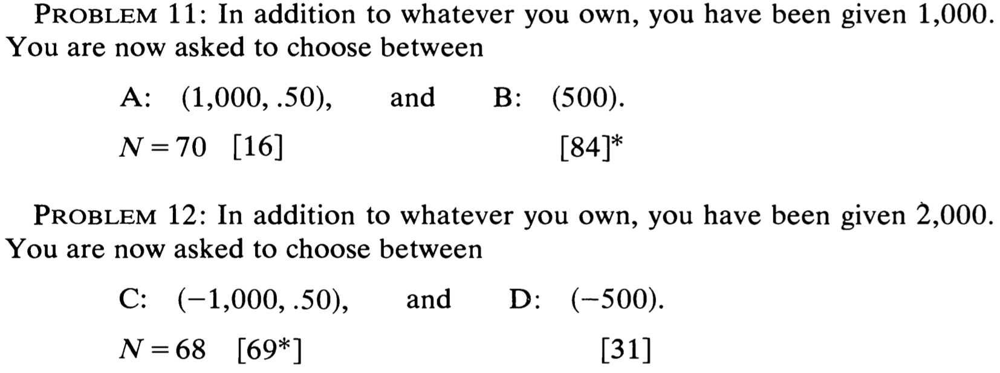 PROBLEM 11: In addition to whatever you own, you have been given 1,000.
You are now asked to choose between
A: (1,000, .50), and B: (500).
N = 70 [16] [84]*
PROBLEM 12: In addition to whatever you own, you have been given 2,000.
You are now asked to choose between
C: (−1,000, .50), and D: (−500).
N = 68 [69*] [31]